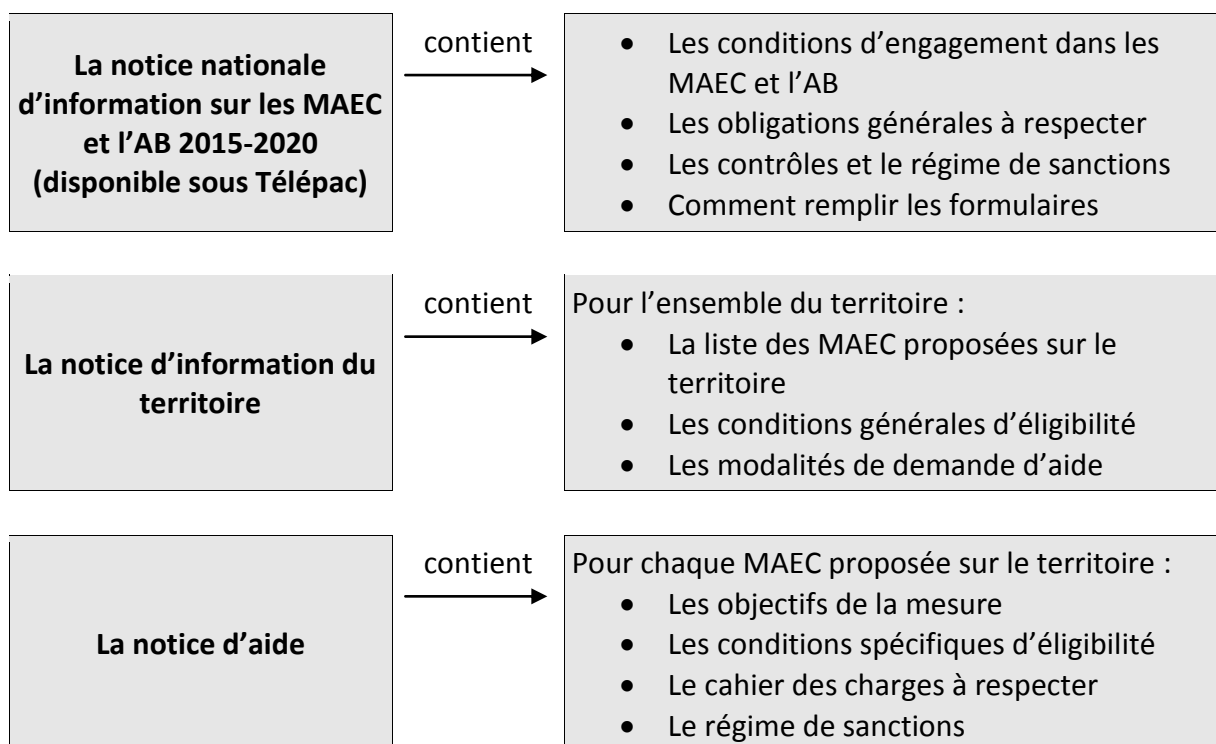 La notice nationale
d’information sur les MAEC
et l’AB 2015-2020
(disponible sous Télépac)
contient
• Les conditions d’engagement dans les
MAEC et l’AB
• Les obligations générales à respecter
• Les contrôles et le régime de sanctions
• Comment remplir les formulaires
La notice d’information du
territoire
contient
Pour l’ensemble du territoire :
• La liste des MAEC proposées sur le
territoire
• Les conditions générales d’éligibilité
• Les modalités de demande d’aide
La notice d’aide
contient
Pour chaque MAEC proposée sur le territoire :
• Les objectifs de la mesure
• Les conditions spécifiques d’éligibilité
• Le cahier des charges à respecter
• Le régime de sanctions